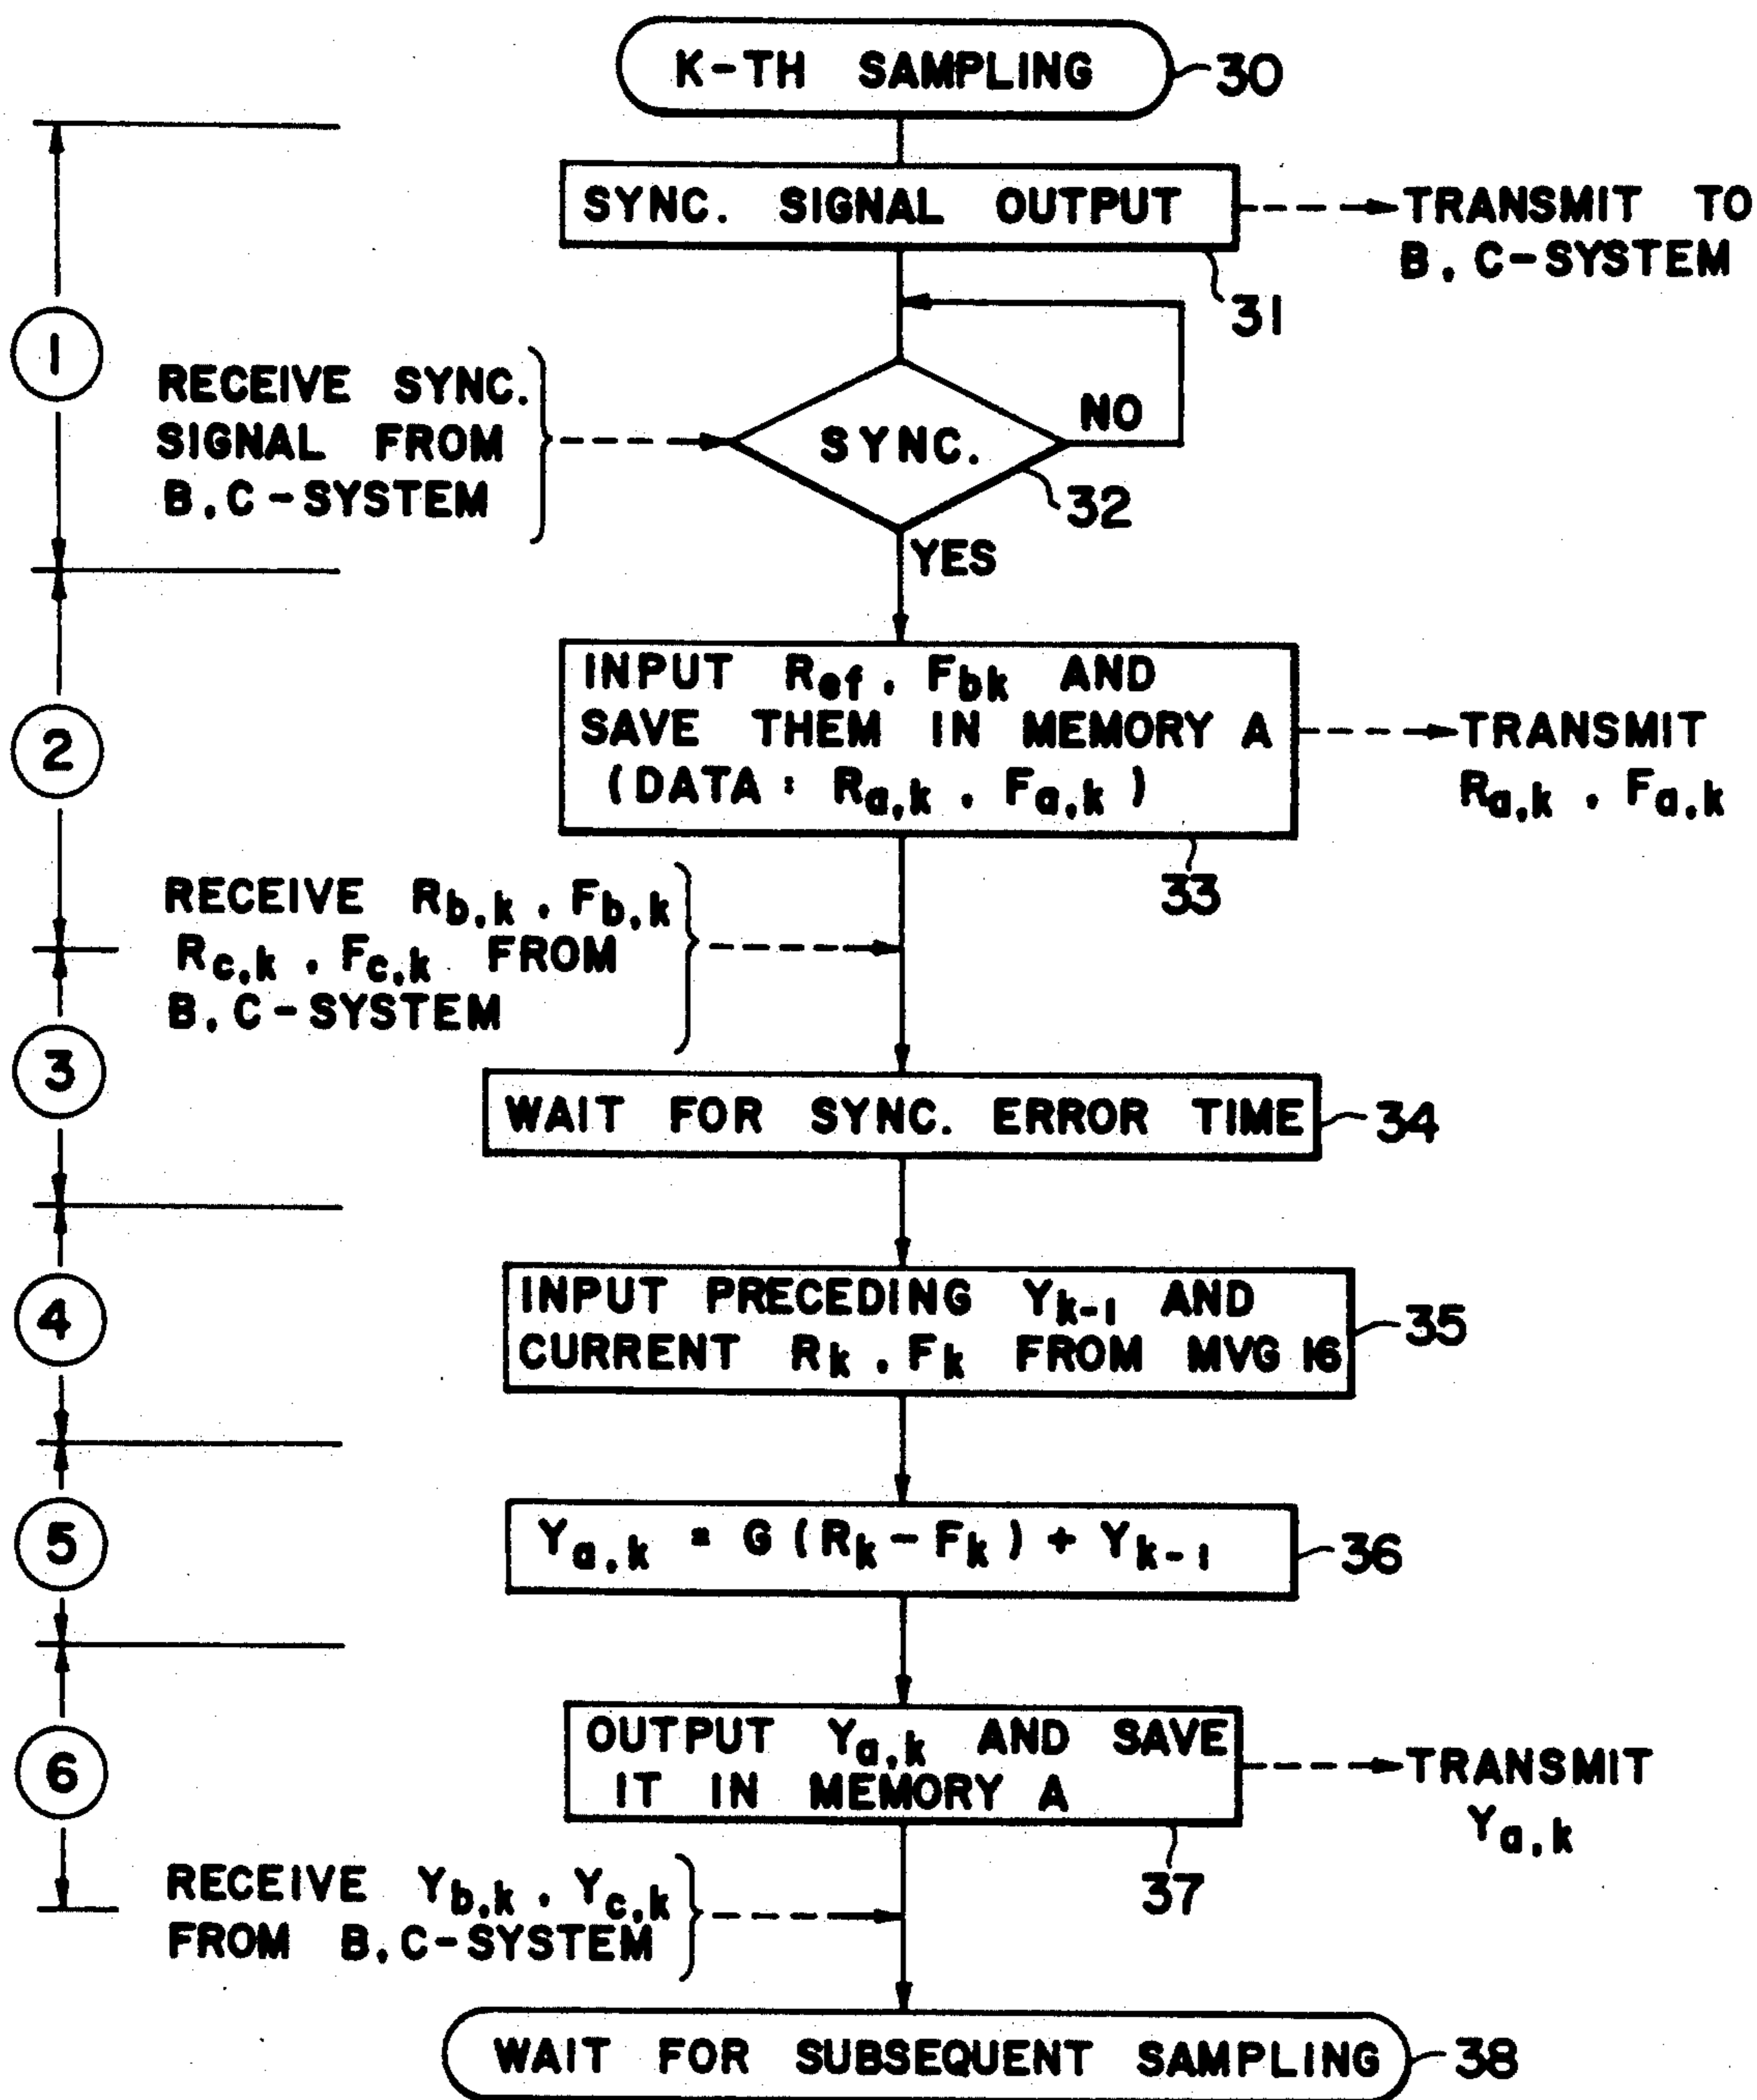 K-TH SAMPLING
30
SYNC. SIGNAL OUTPUT
TRANSMIT TO
B, C-SYSTEM
31
1
RECEIVE SYNC.
SIGNAL FROM
B, C-SYSTEM
SYNC.
NO
32
YES
2
INPUT Ref, Fbk AND
SAVE THEM IN MEMORY A
(DATA: Ra,k, Fa,k)
TRANSMIT
Ra,k, Fa,k
33
RECEIVE Rb,k, Fb,k
Rc,k, Fc,k FROM
B, C-SYSTEM
3
WAIT FOR SYNC. ERROR TIME
34
4
INPUT PRECEDING Yk-1 AND
CURRENT Rk, Fk FROM MVG 16
35
5
Ya,k = G(Rk-Fk) + Yk-1
36
6
OUTPUT Ya,k AND SAVE
IT IN MEMORY A
TRANSMIT
Ya,k
37
RECEIVE Yb,k, Yc,k
FROM B, C-SYSTEM
WAIT FOR SUBSEQUENT SAMPLING
38